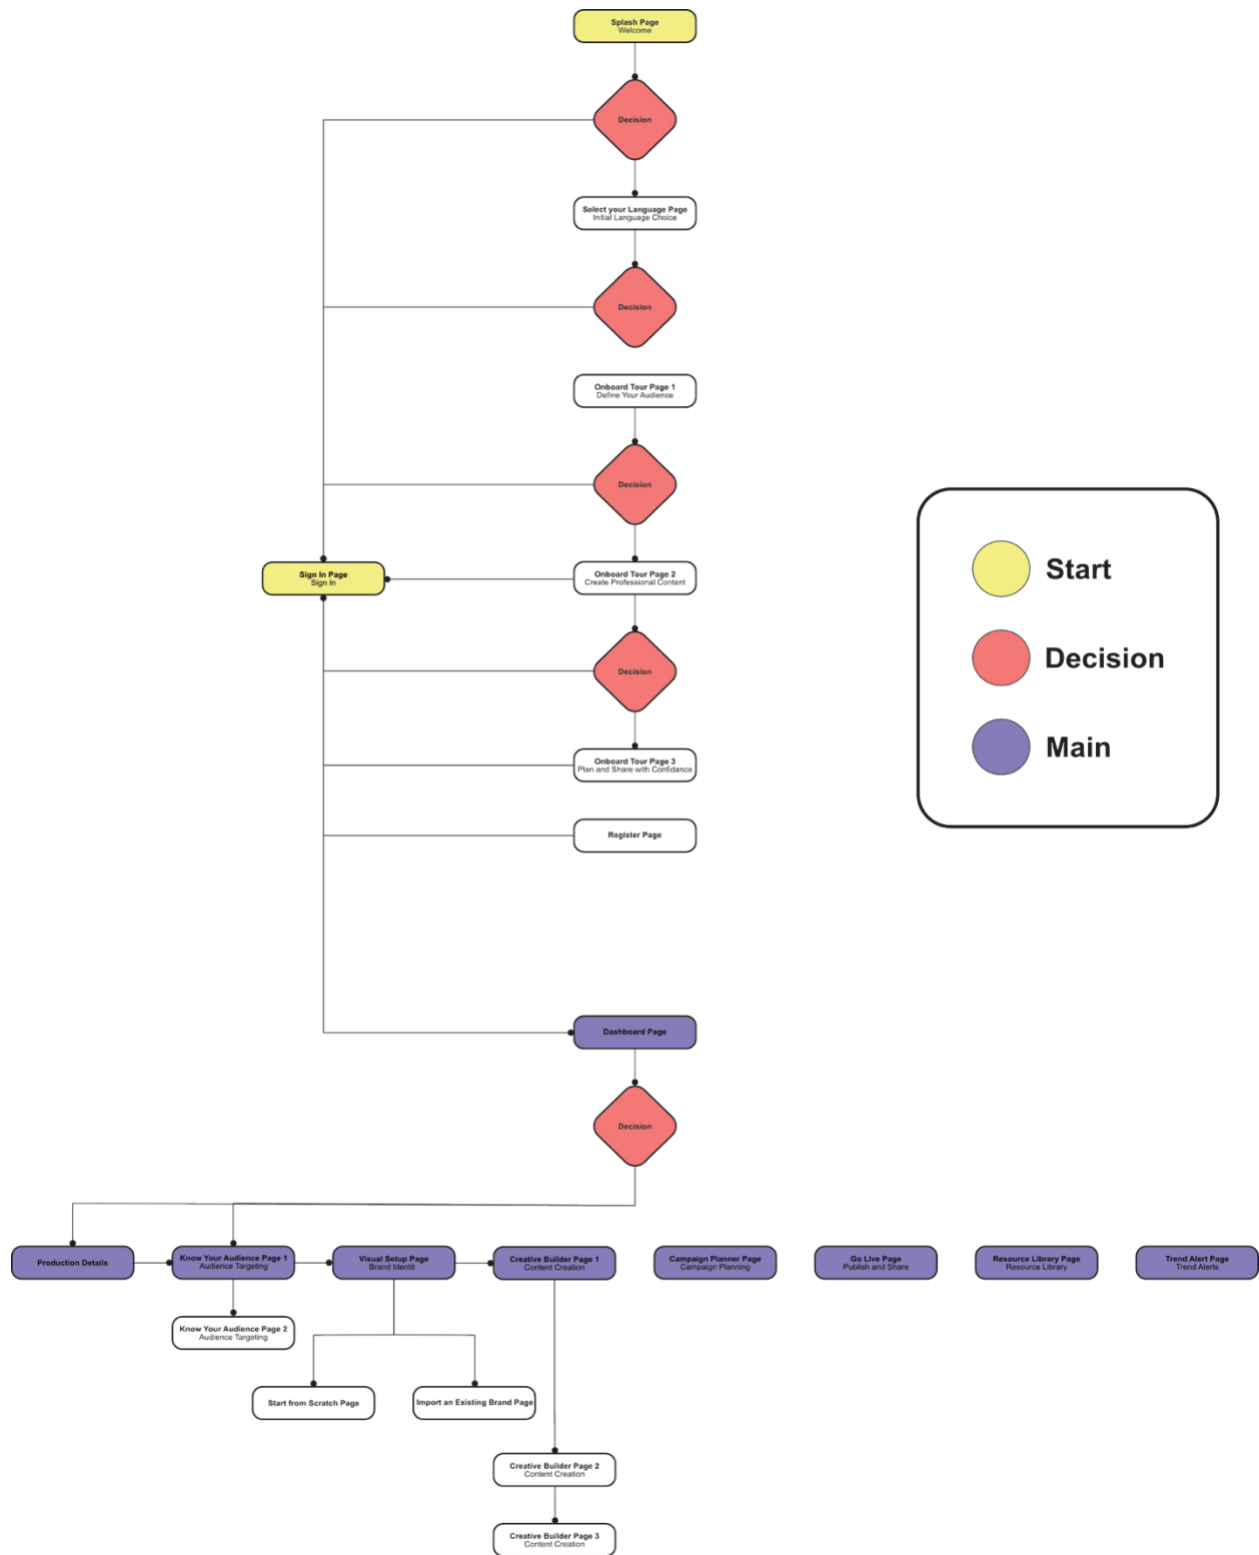 Splash Page
Welcome
Decision
Select your Language Page
Initial Language Choice
Decision
Onboard Tour Page 1
Define Your Audience
Decision
Sign In Page
Sign In
Onboard Tour Page 2
Create Professional Content
Decision
Onboard Tour Page 3
Plan and Share with Confidance
Register Page
Start
Decision
Main
Dashboard Page
Decision
Production Details
Know Your Audience Page 1
Audience Targeting
Visual Setup Page
Brand Identit
Creative Builder Page 1
Content Creation
Campaign Planner Page
Campaign Planning
Go Live Page
Publish and Share
Resource Library Page
Resource Library
Trend Alert Page
Trend Alerts
Know Your Audience Page 2
Audience Targeting
Start from Scratch Page
Import an Existing Brand Page
Creative Builder Page 2
Content Creation
Creative Builder Page 3
Content Creation